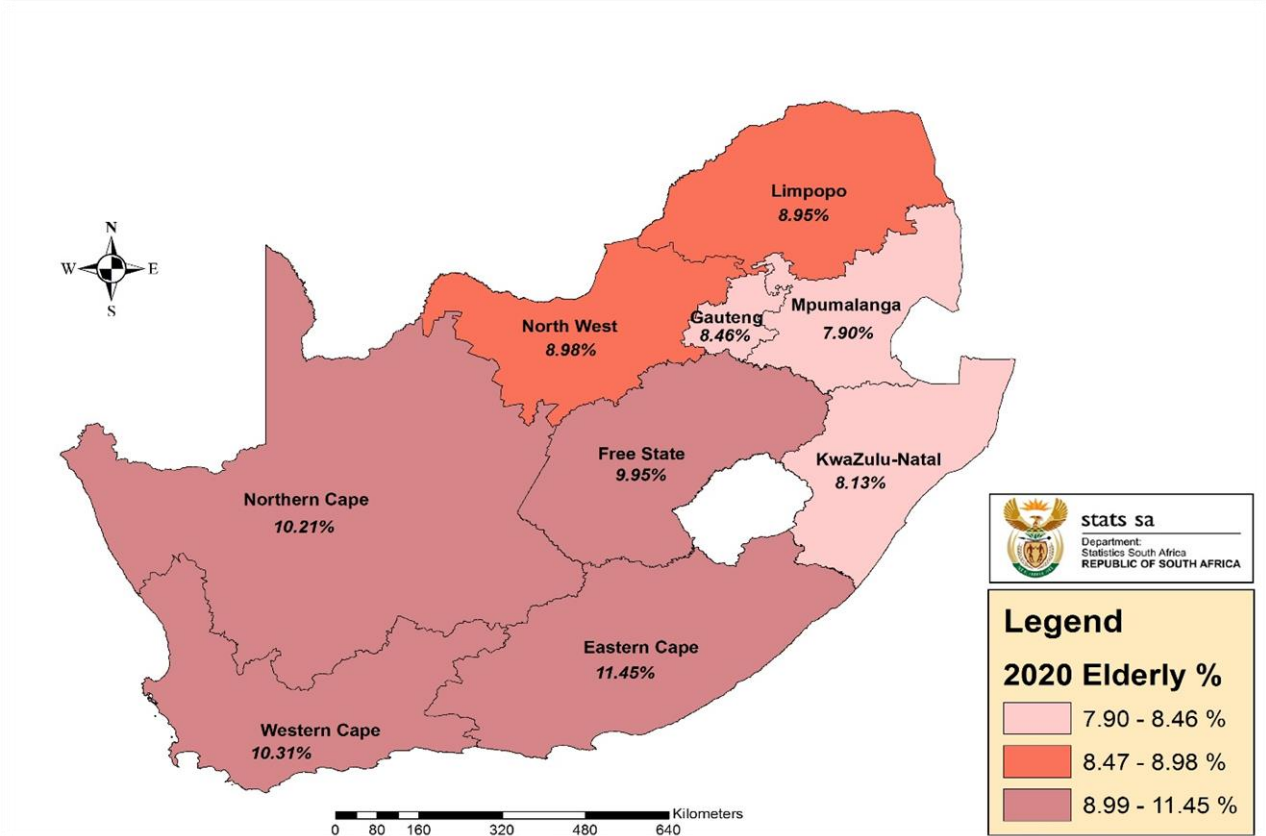 Limpopo
8.95%
N
W E
S
Mpumalanga
7.90%
Gauteng
8.46%
North West
8.98%
Free State
9.95%
KwaZulu-Natal
8.13%
Northern Cape
10.21%
Eastern Cape
11.45%
Western Cape
10.31%
stats sa
Department:
Statistics South Africa
REPUBLIC OF SOUTH AFRICA
Legend
2020 Elderly %
7.90 - 8.46 %
8.47 - 8.98 %
8.99 - 11.45 %
Kilometers
0 80 160 320 480 640